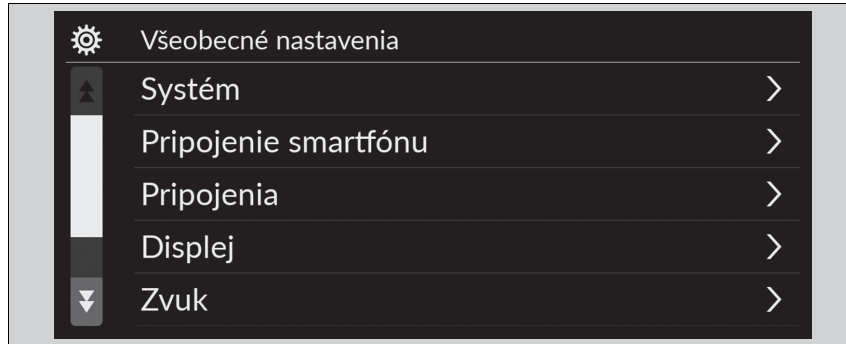 Všeobecné nastavenia
Systém
Pripojenie smartfónu
Pripojenia
Displej
Zvuk